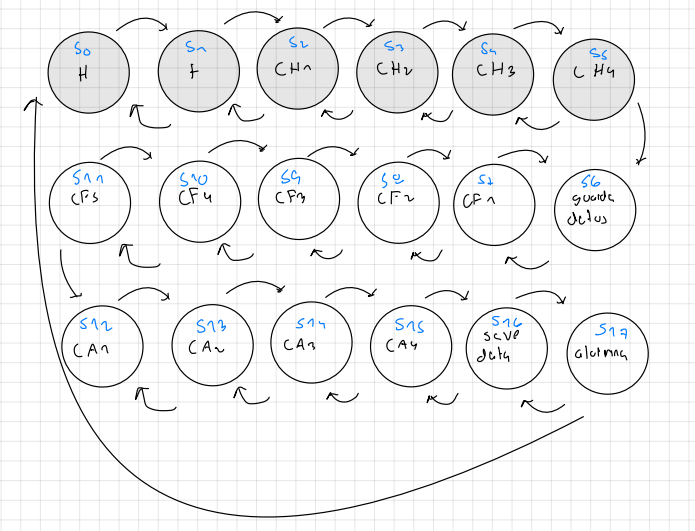 S0
H
S1
F
S2
CH1
S3
CH2
S4
CH3
S5
CH4
S11
CF5
S10
CF4
S9
CF3
S8
CF2
S7
CF1
S6
guarda
datos
S12
CA1
S13
CA2
S14
CA3
S15
CA4
S16
save
data
S17
alarma